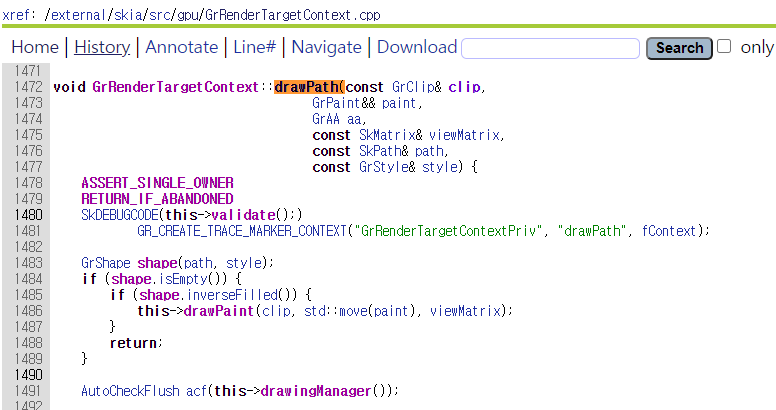 xref: /external/skia/src/gpu/GrRenderTargetContext.cpp
Home | History | Annotate | Line# | Navigate | Download Search only
1471
1472 void GrRenderTargetContext::drawPath(const GrClip& clip,
1473 GrPaint&& paint,
1474 GrAA aa,
1475 const SkMatrix& viewMatrix,
1476 const SkPath& path,
1477 const GrStyle& style) {
1478 ASSERT_SINGLE_OWNER
1479 RETURN_IF_ABANDONED
1480 SkDEBUGCODE(this->validate();)
1481 GR_CREATE_TRACE_MARKER_CONTEXT("GrRenderTargetContextPriv", "drawPath", fContext);
1482
1483 GrShape shape(path, style);
1484 if (shape.isEmpty()) {
1485 if (shape.inverseFilled()) {
1486 this->drawPaint(clip, std::move(paint), viewMatrix);
1487 }
1488 return;
1489 }
1490
1491 AutoCheckFlush acf(this->drawingManager());
1492